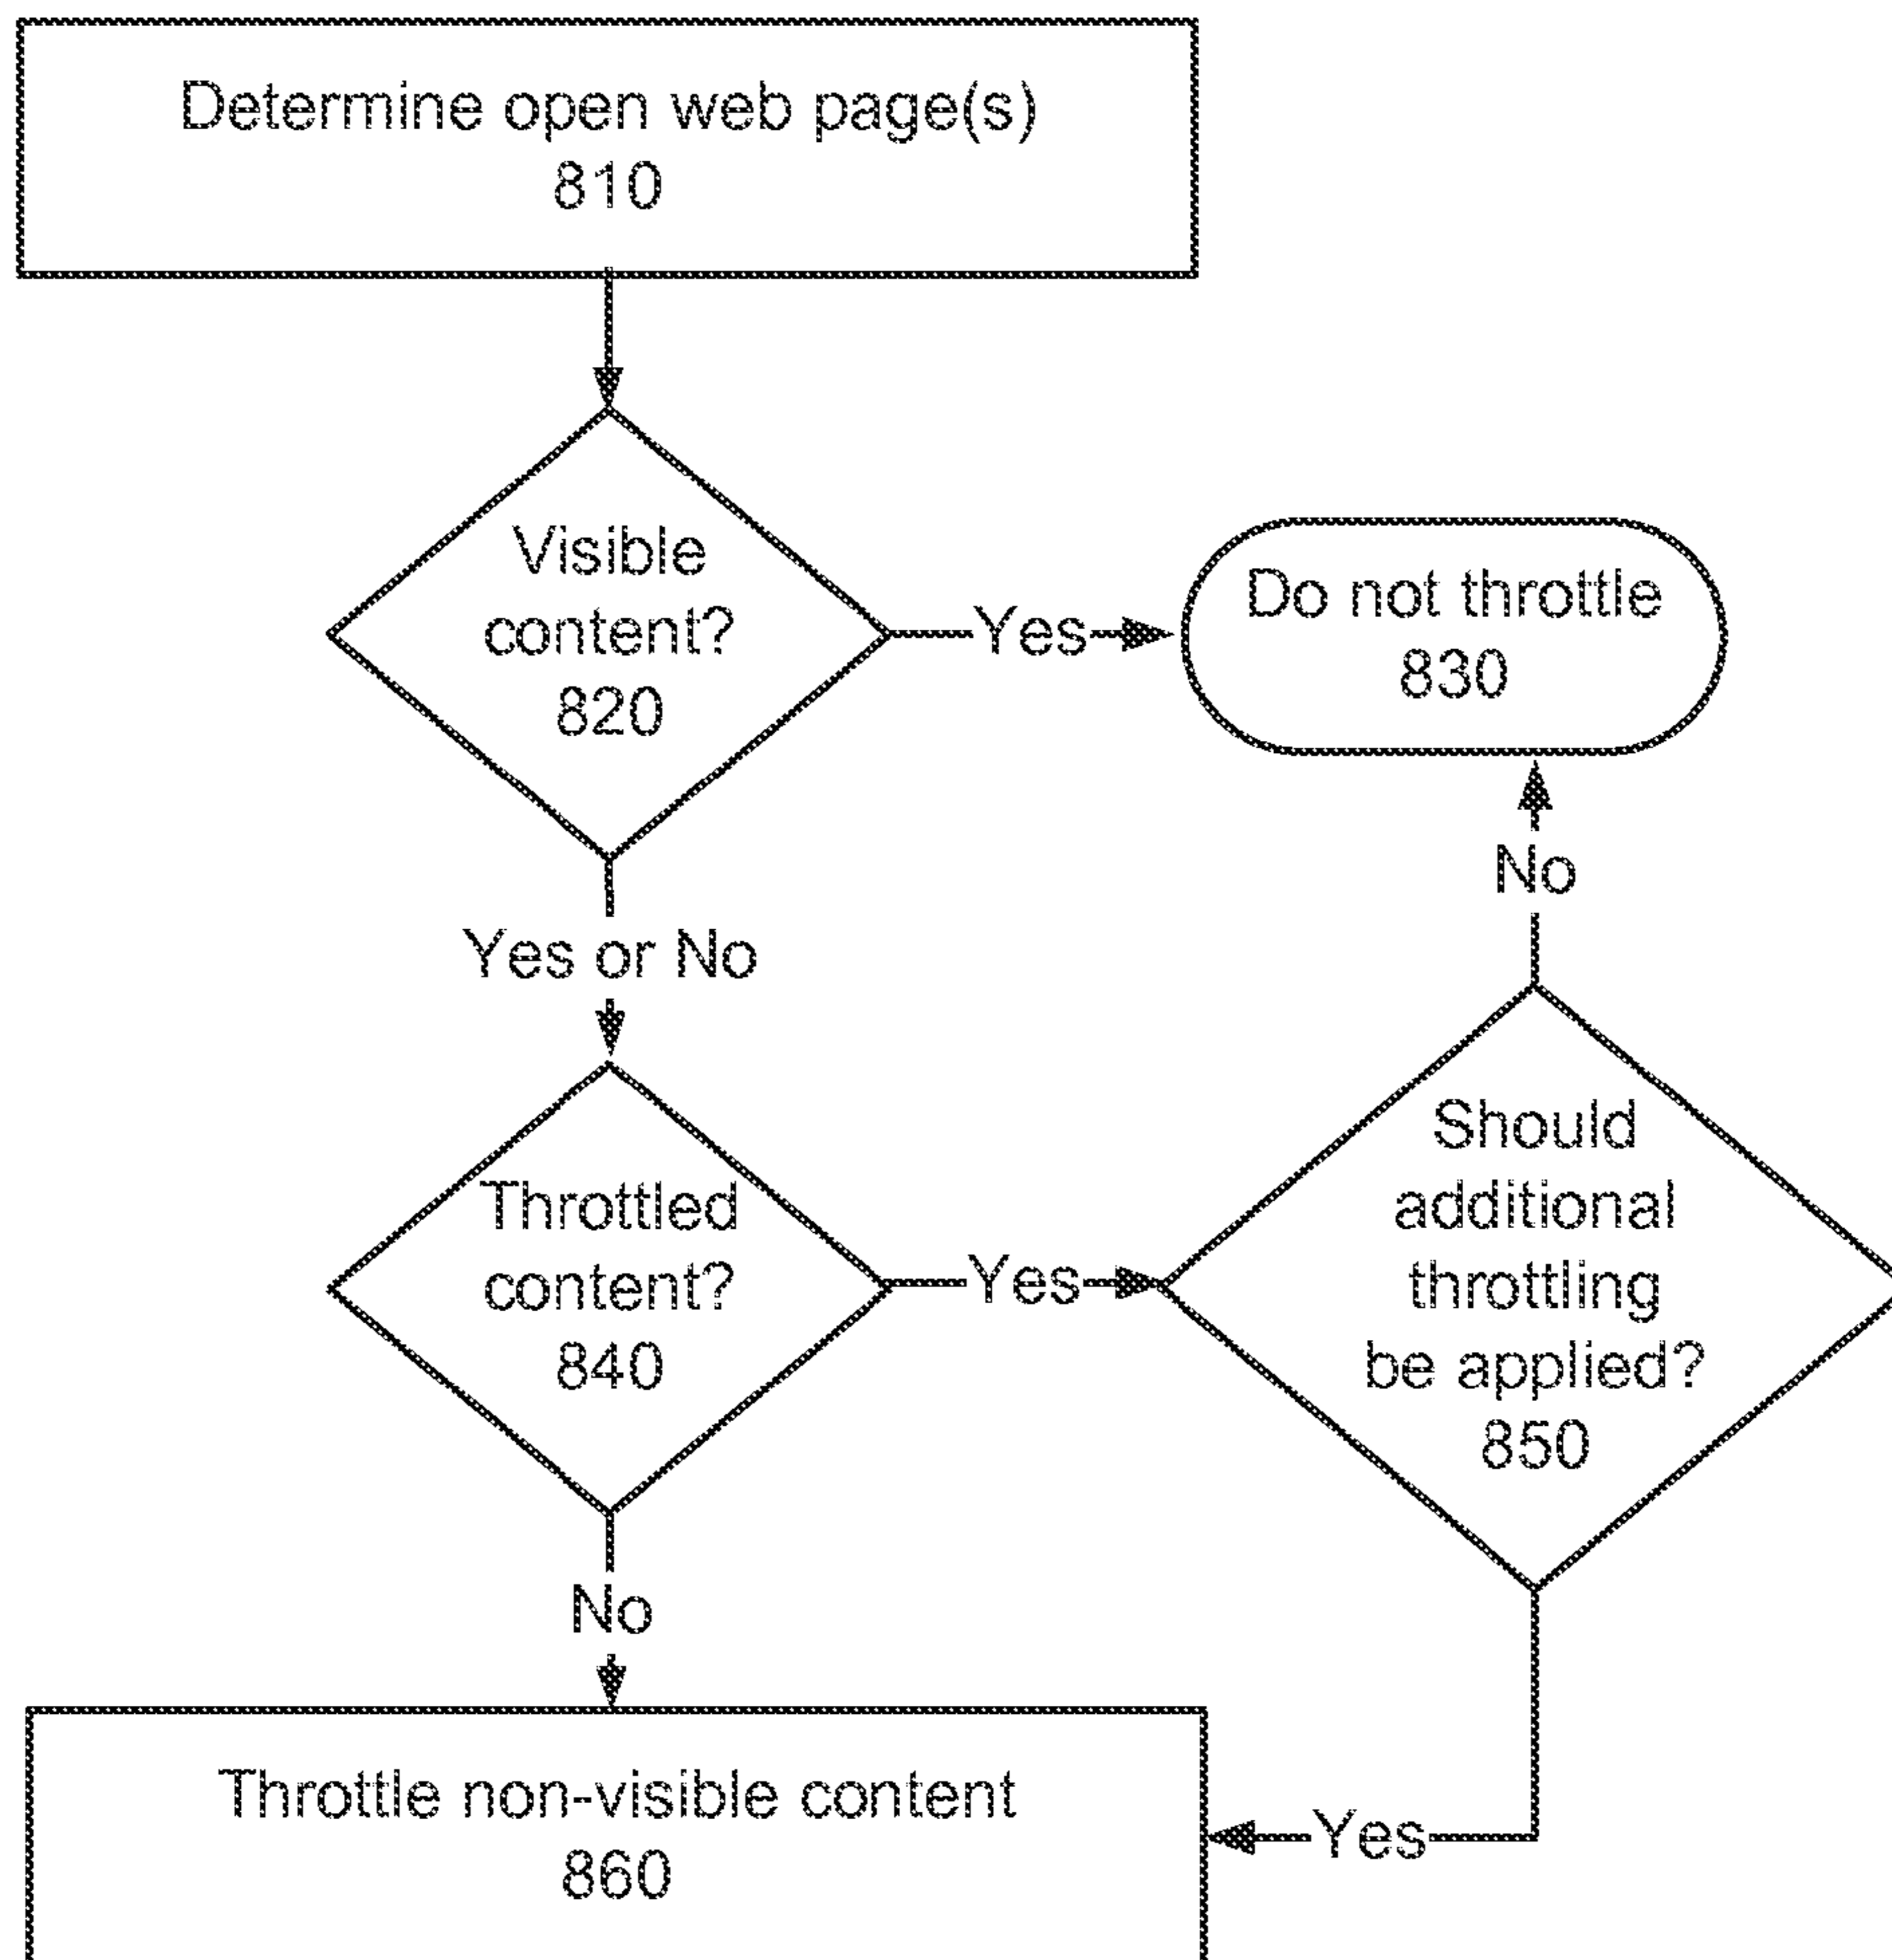 Determine open web page(s)
810
Visible
content?
820
Yes
Do not throttle
830
No
Yes or No
Throttled
content?
840
Yes
Should
additional
throttling
be applied?
850
No
Throttle non-visible content
860
Yes